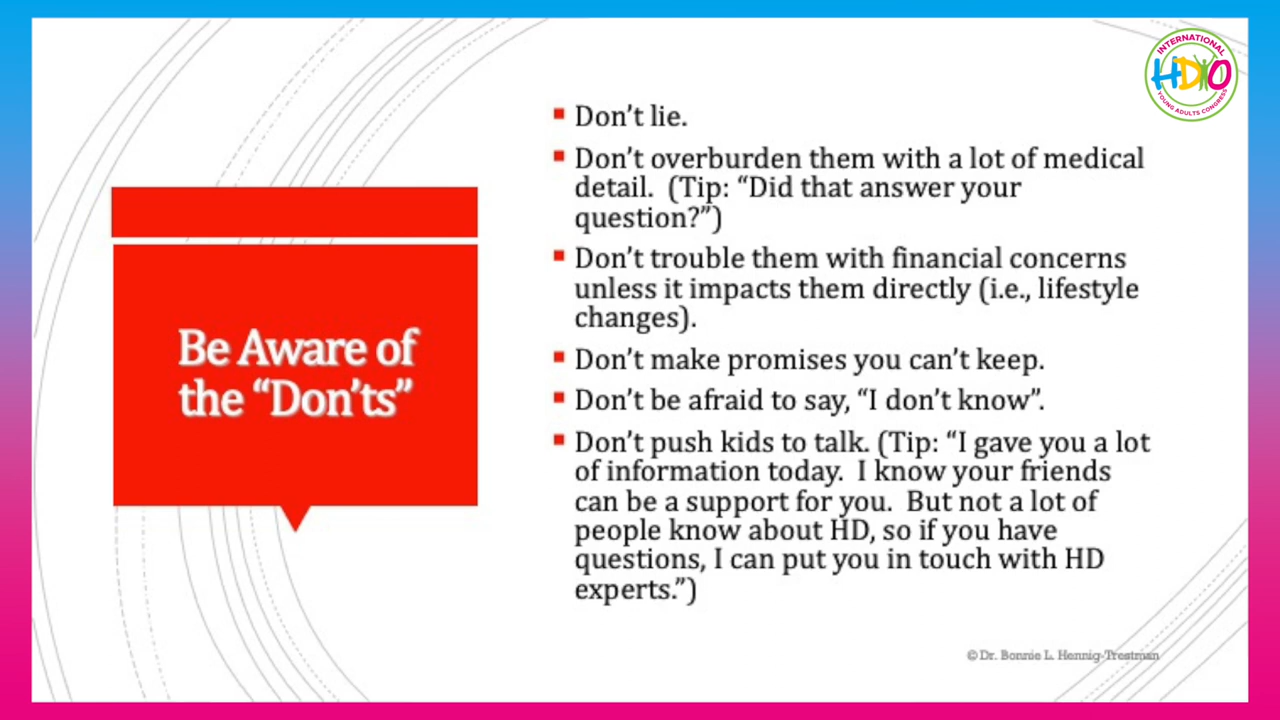 INTERNATIONAL
HDYO
YOUNG ADULTS CONGRESS
Be Aware of
the “Don’ts”
▪ Don’t lie.
▪ Don’t overburden them with a lot of medical
detail.  (Tip: “Did that answer your
question?”)
▪ Don’t trouble them with financial concerns
unless it impacts them directly (i.e., lifestyle
changes).
▪ Don’t make promises you can’t keep.
▪ Don’t be afraid to say, “I don’t know”.
▪ Don’t push kids to talk. (Tip: “I gave you a lot
of information today.  I know your friends
can be a support for you.  But not a lot of
people know about HD, so if you have
questions, I can put you in touch with HD
experts.”)
© Dr. Bonnie L. Hennig-Trestman